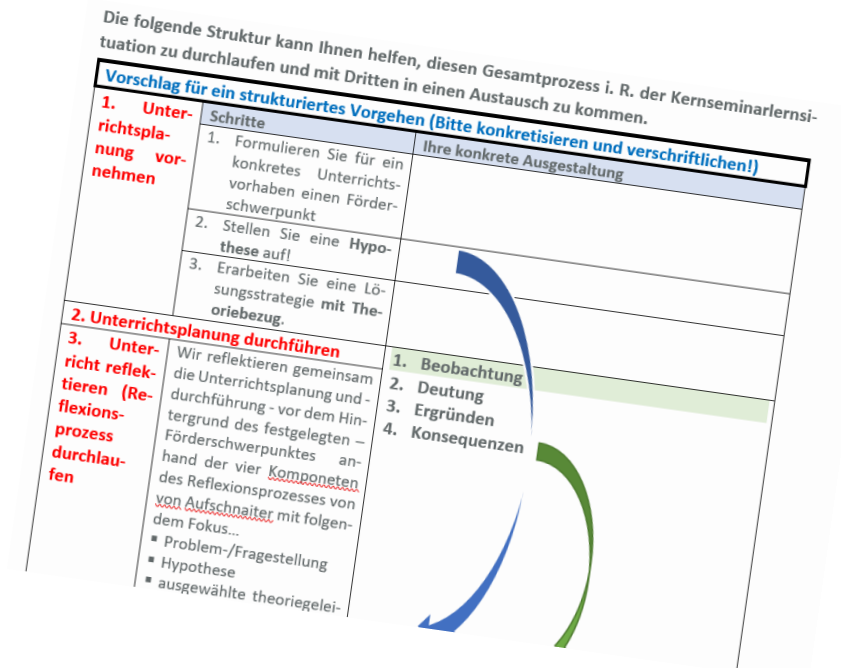 Die folgende Struktur kann Ihnen helfen, diesen Gesamtprozess i. R. der Kernseminarlernsi-
tuation zu durchlaufen und mit Dritten in einen Austausch zu kommen.
Vorschlag für ein strukturiertes Vorgehen (Bitte konkretisieren und verschriftlichen!)
1. Unter-
richtspla-
nung vor-
nehmen
Schritte
Ihre konkrete Ausgestaltung
1. Formulieren Sie für ein
konkretes Unterrichts-
vorhaben einen Förder-
schwerpunkt
2. Stellen Sie eine Hypo-
these auf!
3. Erarbeiten Sie eine Lö-
sungsstrategie mit The-
oriebezug.
2. Unterrichtsplanung durchführen
3. Unter-
richt reflek-
tieren (Re-
flexions-
prozess
durchlau-
fen
Wir reflektieren gemeinsam
die Unterrichtsplanung und -
durchführung - vor dem Hin-
tergrund des festgelegten –
Förderschwerpunktes an-
hand der vier Komponeten
des Reflexionsprozesses von
von Aufschnaiter mit folgen-
dem Fokus...
▪ Problem-/Fragestellung
▪ Hypothese
▪ ausgewählte theoriegelei-
1. Beobachtung
2. Deutung
3. Ergründen
4. Konsequenzen